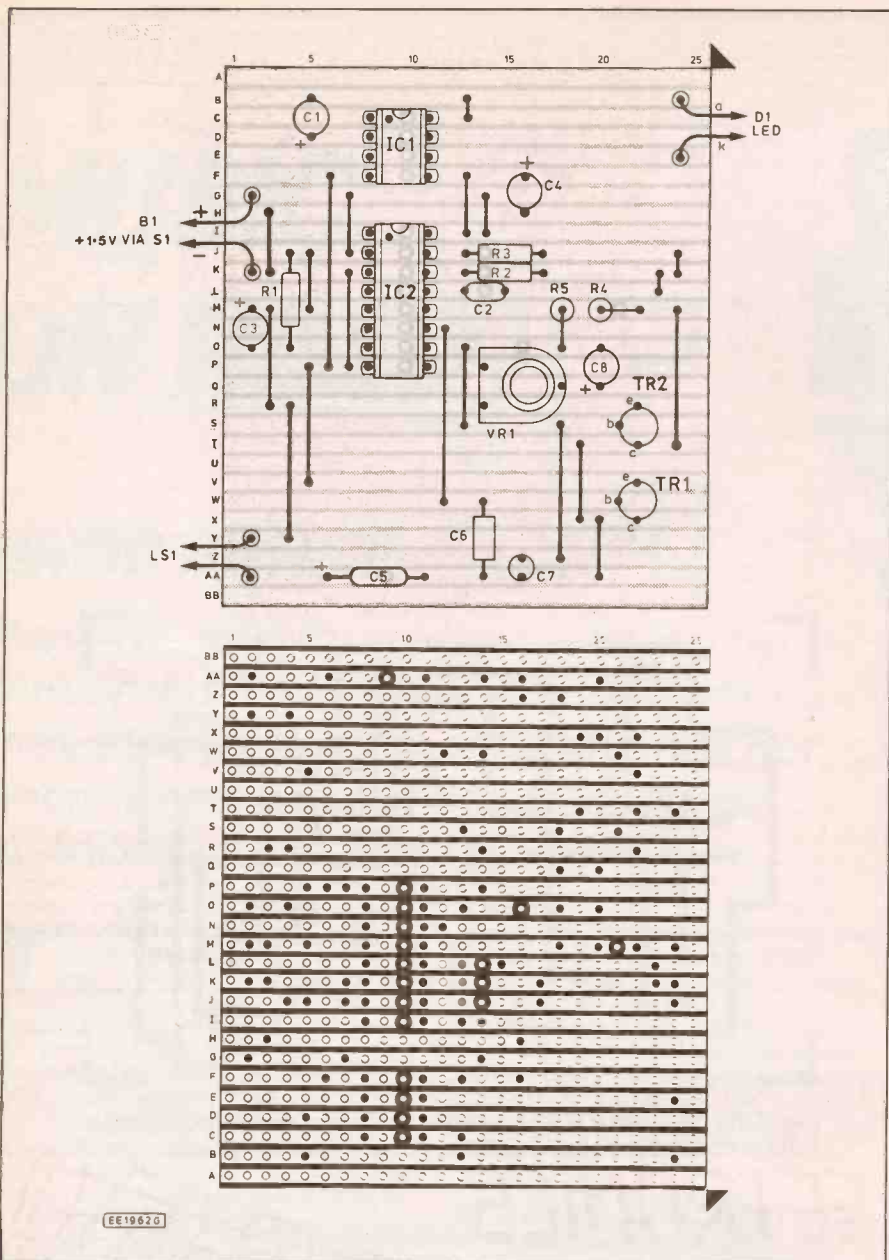 1 5 10 15 20 25
A
B
C
D
E
F
G
H
I
J
K
L
M
N
O
P
Q
R
S
T
U
V
W
X
Y
Z
AA
BB
C1
+
IC1
+
C4
a
D1
LED
k
B1
+
+1·5V VIA S1
−
R1
IC2
R3
R2
C2
R5
R4
+
C3
C8
+
VR1
TR2
e
b
c
TR1
e
b
c
C6
LS1
+
C5
C7
1 5 10 15 20 25
BB
AA
Z
Y
X
W
V
U
T
S
R
Q
P
O
N
M
L
K
J
I
H
G
F
E
D
C
B
A
EE1962G